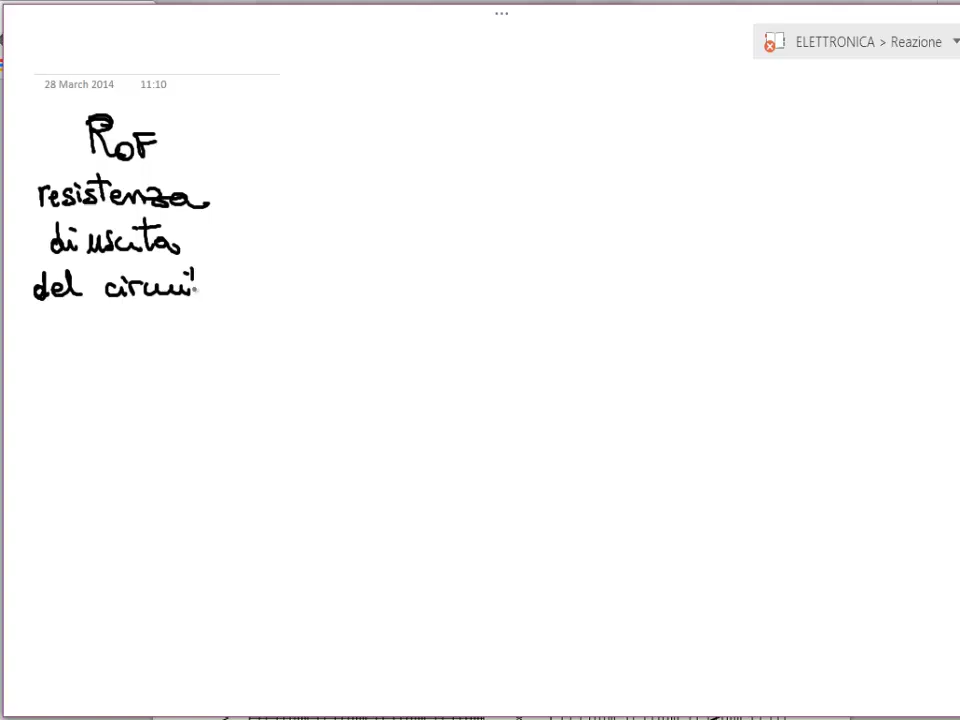 ...
ELETTRONICA > Reazione
28 March 2014 11:10
ROF
resistenza
di uscita
del circui